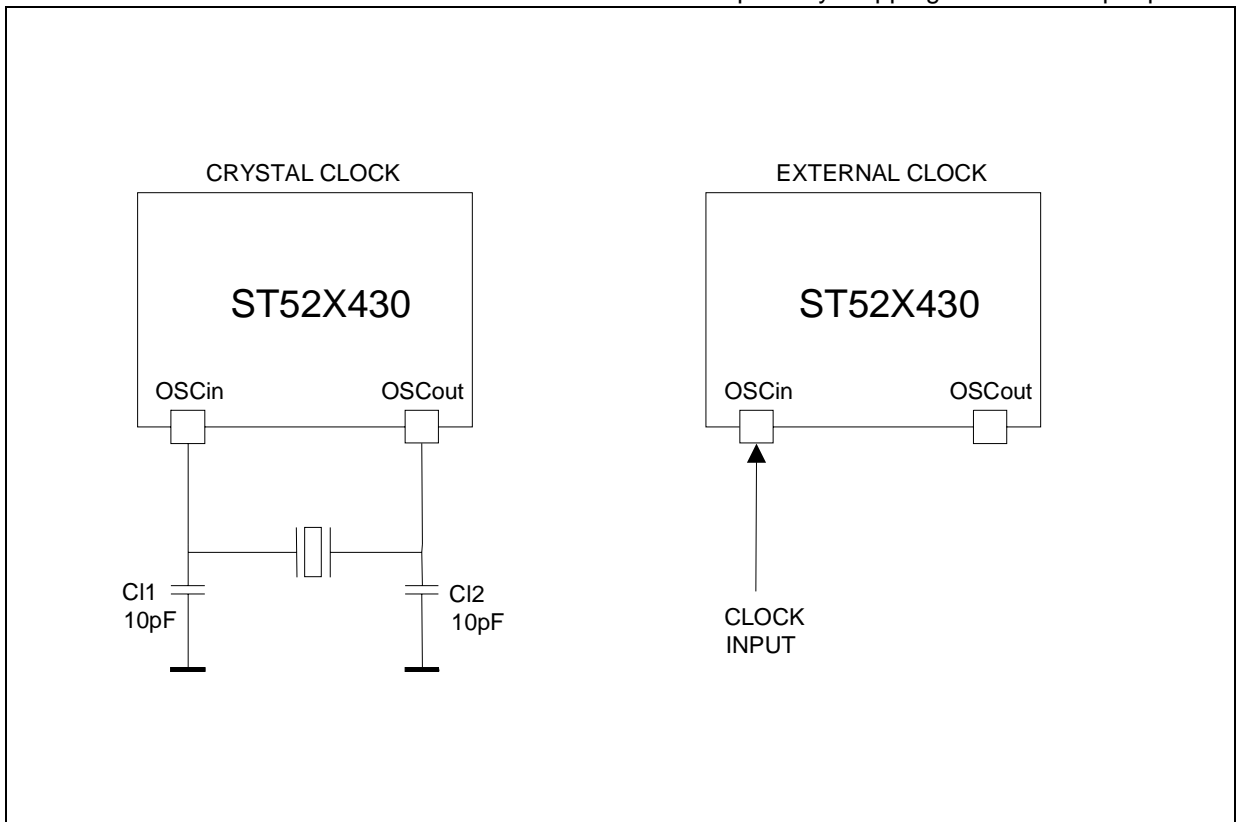 CRYSTAL CLOCK
ST52X430
OSCin
OSCout
Cl1
10pF
Cl2
10pF
EXTERNAL CLOCK
ST52X430
OSCin
OSCout
CLOCK
INPUT